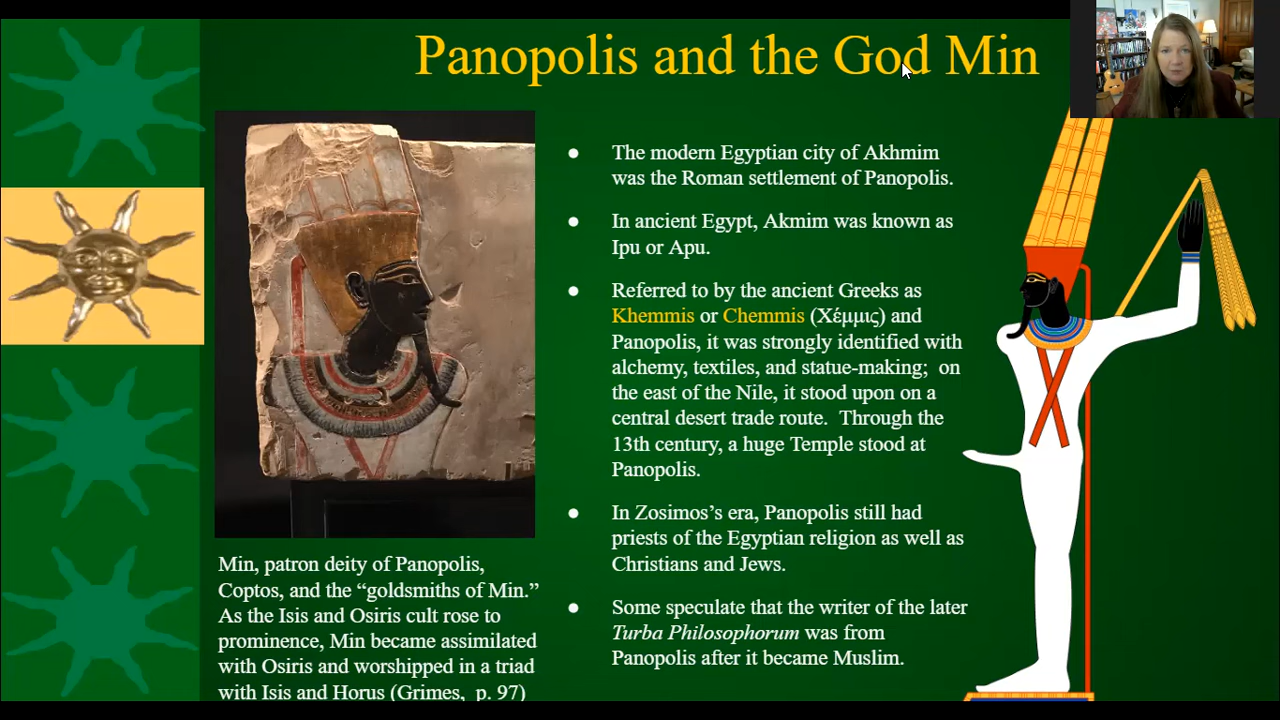 Panopolis and the God Min
The modern Egyptian city of Akhmim
was the Roman settlement of Panopolis.
In ancient Egypt, Akmim was known as
Ipu or Apu.
Referred to by the ancient Greeks as
Khemmis or Chemmis (Χέμμις) and
Panopolis, it was strongly identified with
alchemy, textiles, and statue-making;  on
the east of the Nile, it stood upon on a
central desert trade route.  Through the
13th century, a huge Temple stood at
Panopolis.
In Zosimos’s era, Panopolis still had
priests of the Egyptian religion as well as
Christians and Jews.
Some speculate that the writer of the later
Turba Philosophorum was from
Panopolis after it became Muslim.
Min, patron deity of Panopolis,
Coptos, and the “goldsmiths of Min.”
As the Isis and Osiris cult rose to
prominence, Min became assimilated
with Osiris and worshipped in a triad
with Isis and Horus (Grimes,  p. 97)